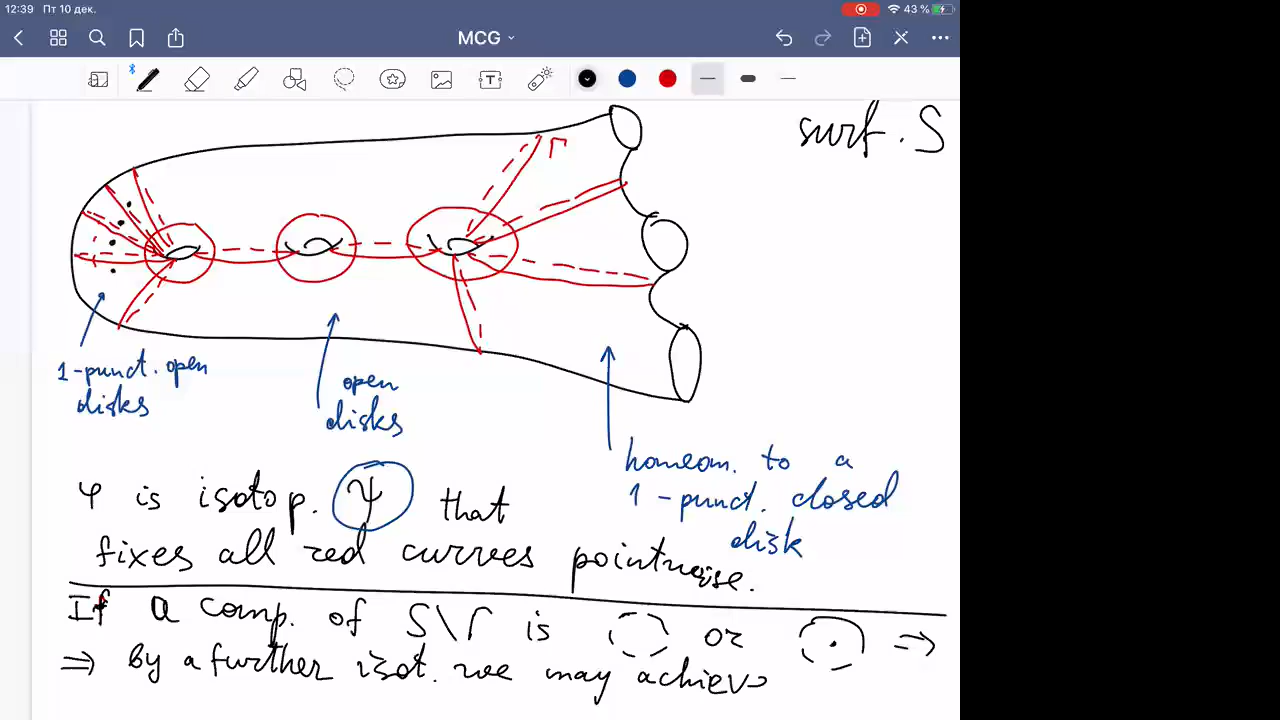 12:39 Пт 10 дек.
43 %
MCG
surf. S
Γ
1-punct. open
disks
open
disks
homeom. to a
1-punct. closed
disk
φ is isotop. Ψ that
fixes all red curves pointwise.
If a comp. of S\Γ is or ⇒
⇒ by a further isot. we may achieve